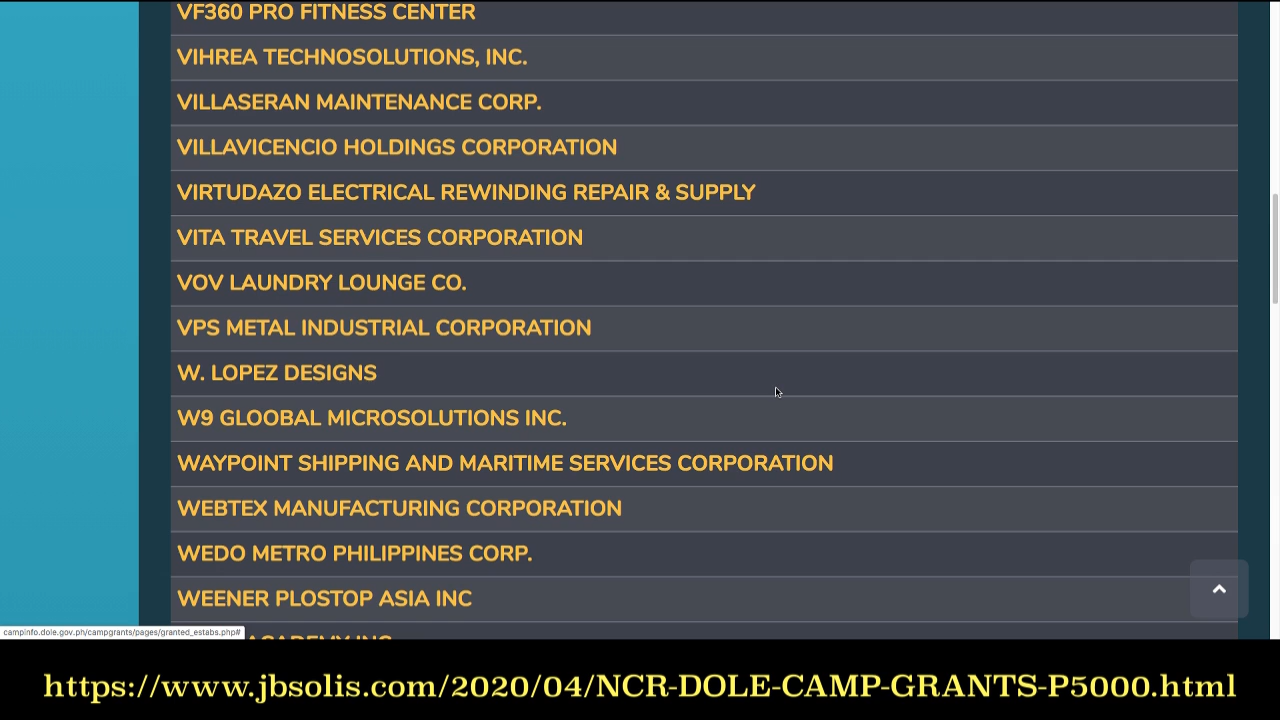 VF360 PRO FITNESS CENTER
VIHREA TECHNOSOLUTIONS, INC.
VILLASERAN MAINTENANCE CORP.
VILLAVICENCIO HOLDINGS CORPORATION
VIRTUDAZO ELECTRICAL REWINDING REPAIR & SUPPLY
VITA TRAVEL SERVICES CORPORATION
VOV LAUNDRY LOUNGE CO.
VPS METAL INDUSTRIAL CORPORATION
W. LOPEZ DESIGNS
W9 GLOOBAL MICROSOLUTIONS INC.
WAYPOINT SHIPPING AND MARITIME SERVICES CORPORATION
WEBTEX MANUFACTURING CORPORATION
WEDO METRO PHILIPPINES CORP.
WEENER PLOSTOP ASIA INC
ACADEMY INC
campinfo.dole.gov.ph/campgrants/pages/granted_estabs.php#
https://www.jbsolis.com/2020/04/NCR-DOLE-CAMP-GRANTS-P5000.html